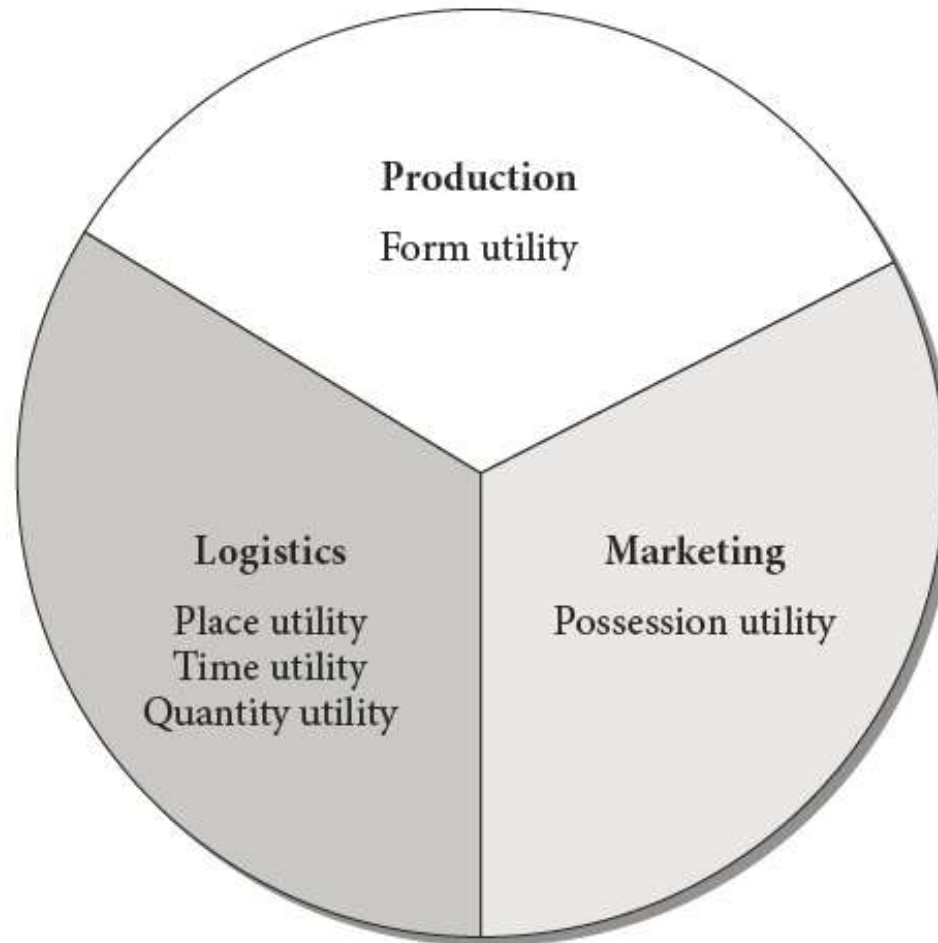 Production
Form utility
Logistics
Place utility
Time utility
Quantity utility
Marketing
Possession utility